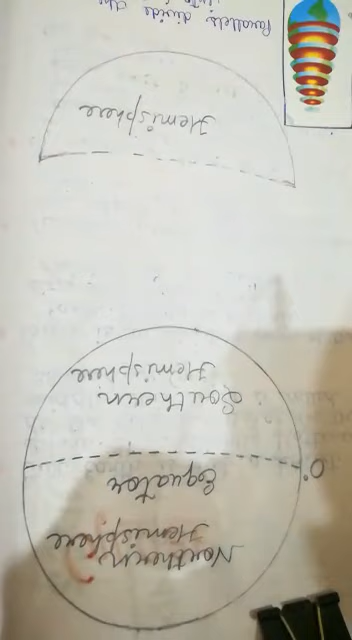 Northern
Hemisphere
Equator
0°
Southern
Hemisphere
Hemisphere
Parallels divide the